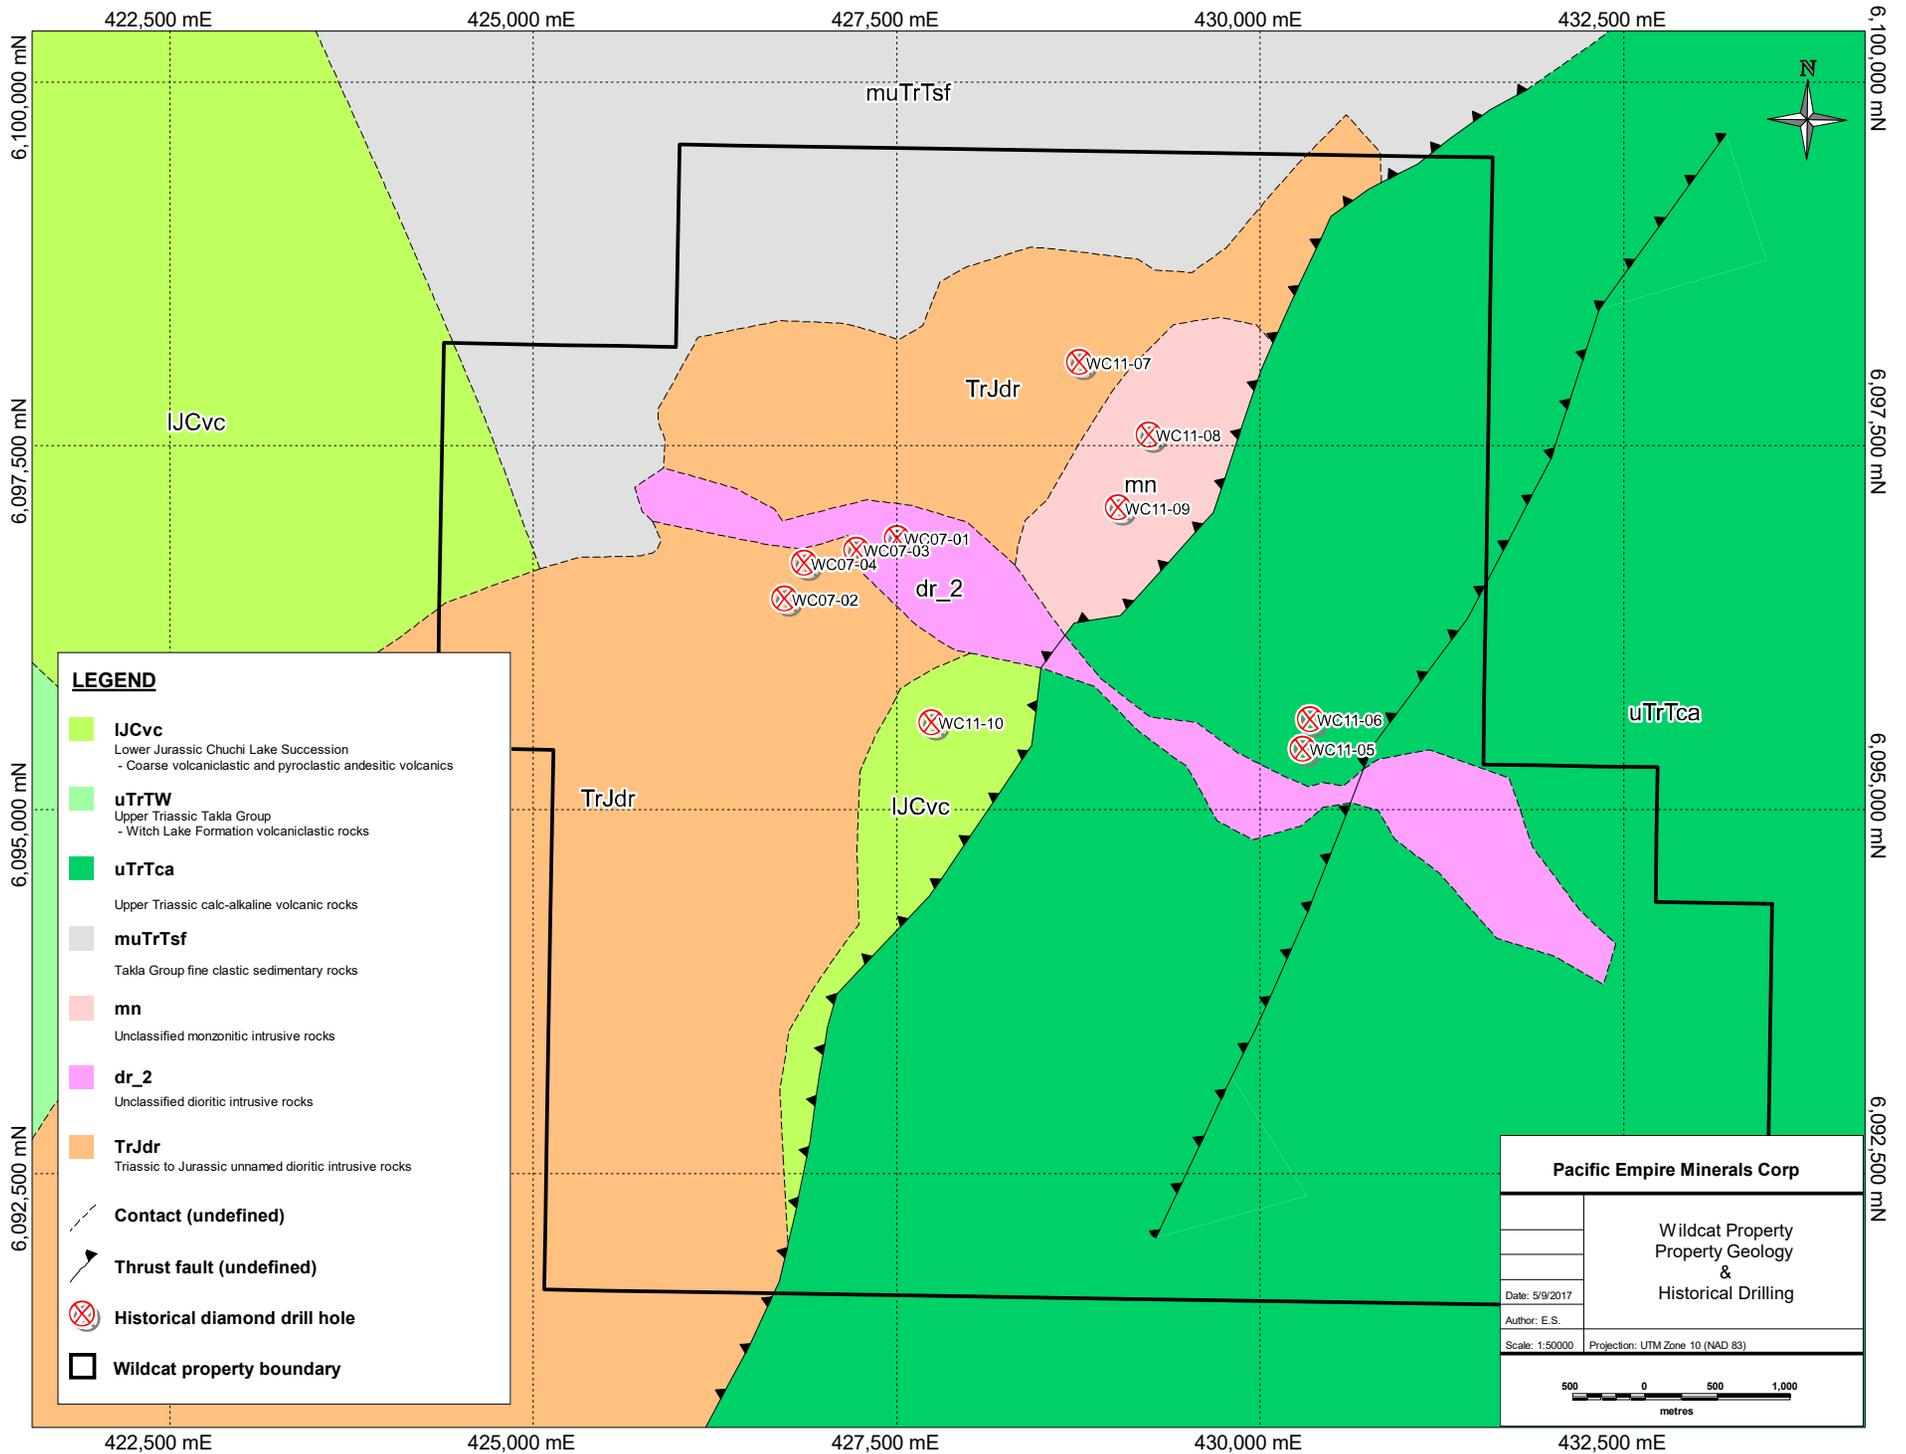 422,500 mE
425,000 mE
427,500 mE
430,000 mE
432,500 mE
6,100,000 mN
6,100,000 mN
N
muTrTsf
WC11-07
TrJdr
lJCvc
WC11-08
6,097,500 mN
6,097,500 mN
mn
WC11-09
WC07-01
WC07-03
WC07-04
dr_2
WC07-02
WC11-10
WC11-06
uTrTca
WC11-05
TrJdr
lJCvc
6,095,000 mN
6,095,000 mN
LEGEND
lJCvc
Lower Jurassic Chuchi Lake Succession
- Coarse volcaniclastic and pyroclastic andesitic volcanics
uTrTW
Upper Triassic Takla Group
- Witch Lake Formation volcaniclastic rocks
uTrTca
Upper Triassic calc-alkaline volcanic rocks
muTrTsf
Takla Group fine clastic sedimentary rocks
mn
Unclassified monzonitic intrusive rocks
dr_2
Unclassified dioritic intrusive rocks
TrJdr
Triassic to Jurassic unnamed dioritic intrusive rocks
Contact (undefined)
Thrust fault (undefined)
Historical diamond drill hole
Wildcat property boundary
6,092,500 mN
6,092,500 mN
Pacific Empire Minerals Corp
Wildcat Property
Property Geology
&
Historical Drilling
Date: 5/9/2017
Author: E.S.
Scale: 1:50000
Projection: UTM Zone 10 (NAD 83)
500 0 500 1,000
metres
422,500 mE
425,000 mE
427,500 mE
430,000 mE
432,500 mE